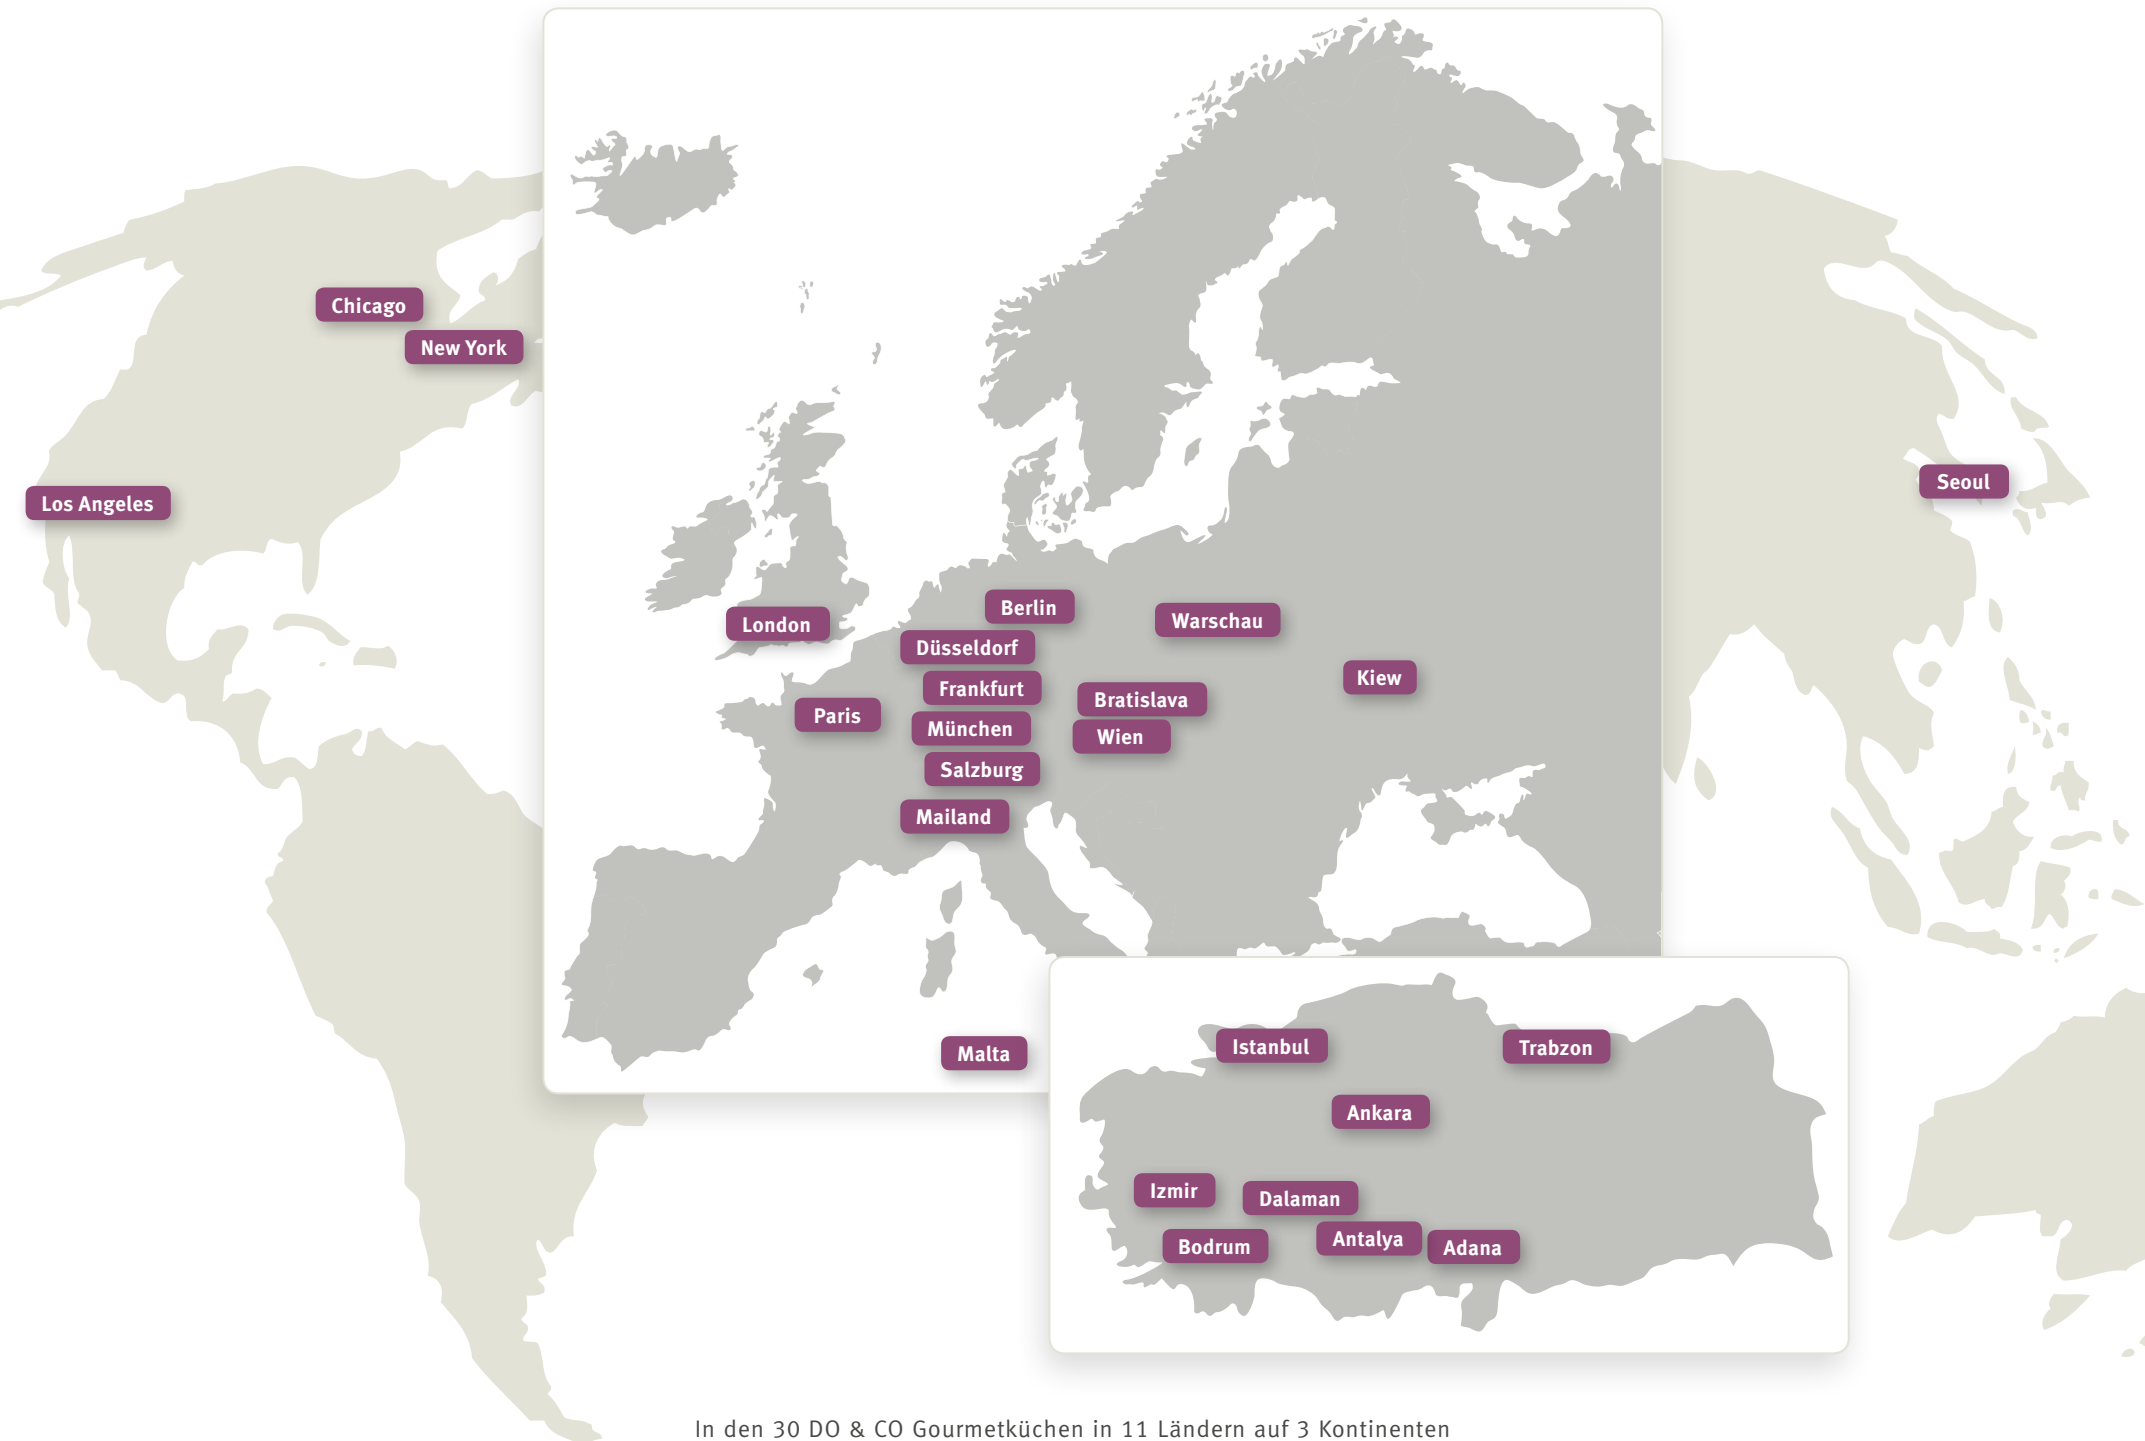 Chicago
New York
Los Angeles
Seoul
Berlin
London
Warschau
Düsseldorf
Kiew
Frankfurt
Bratislava
Paris
München
Wien
Salzburg
Mailand
Malta
Istanbul
Trabzon
Ankara
Izmir
Dalaman
Antalya
Bodrum
Adana
In den 30 DO & CO Gourmetküchen in 11 Ländern auf 3 Kontinenten